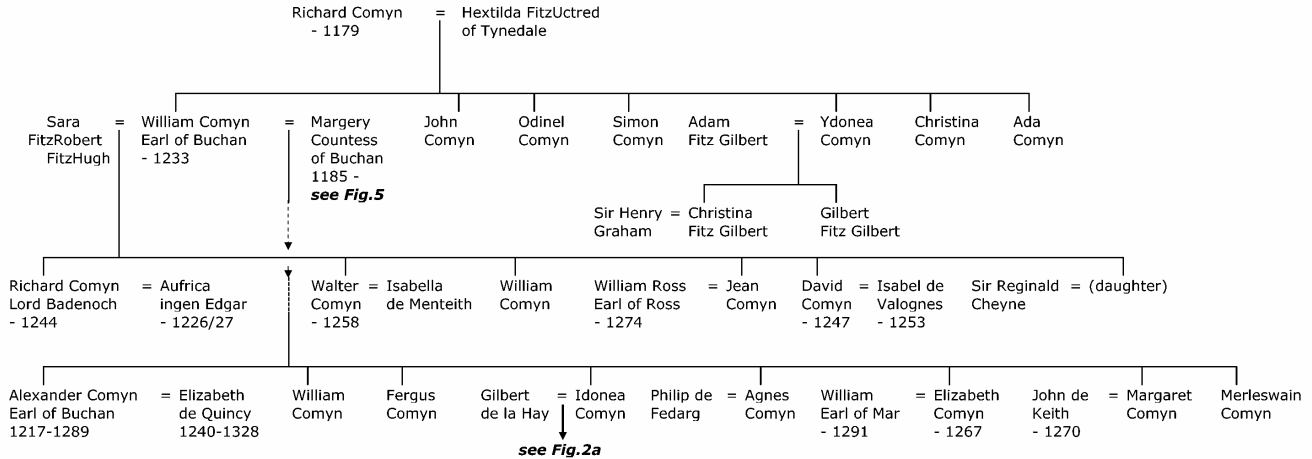 Richard Comyn = Hextilda FitzUctred
- 1179 of Tynedale
Sara = William Comyn = Margery John Odinel Simon Adam = Ydonea Christina Ada
FitzRobert Earl of Buchan Countess Comyn Comyn Comyn Fitz Gilbert Comyn Comyn Comyn
FitzHugh - 1233 of Buchan
1185 -
see Fig.5
Sir Henry = Christina Gilbert
Graham Fitz Gilbert Fitz Gilbert
Richard Comyn = Aufrica Walter = Isabella William William Ross = Jean David = Isabel de Sir Reginald = (daughter)
Lord Badenoch ingen Edgar Comyn de Menteith Comyn Earl of Ross Comyn Comyn Valognes Cheyne
- 1244 - 1226/27 - 1258 - 1274 - 1247 - 1253
Alexander Comyn = Elizabeth William Fergus Gilbert = Idonea Philip de = Agnes William = Elizabeth John de = Margaret Merleswain
Earl of Buchan de Quincy Comyn Comyn de la Hay Comyn Fedarg Comyn Earl of Mar Comyn Keith Comyn Comyn
1217-1289 1240-1328 - 1291 - 1267 - 1270
see Fig.2a